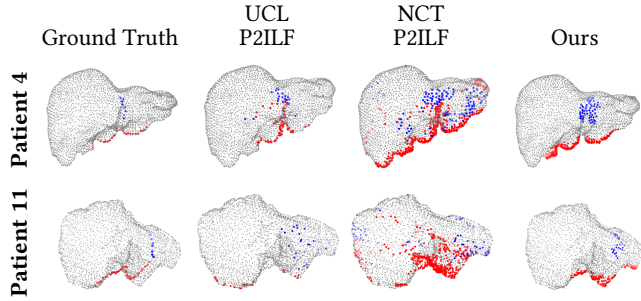 Ground Truth
UCL
P2ILF
NCT
P2ILF
Ours
Patient 4
Patient 11